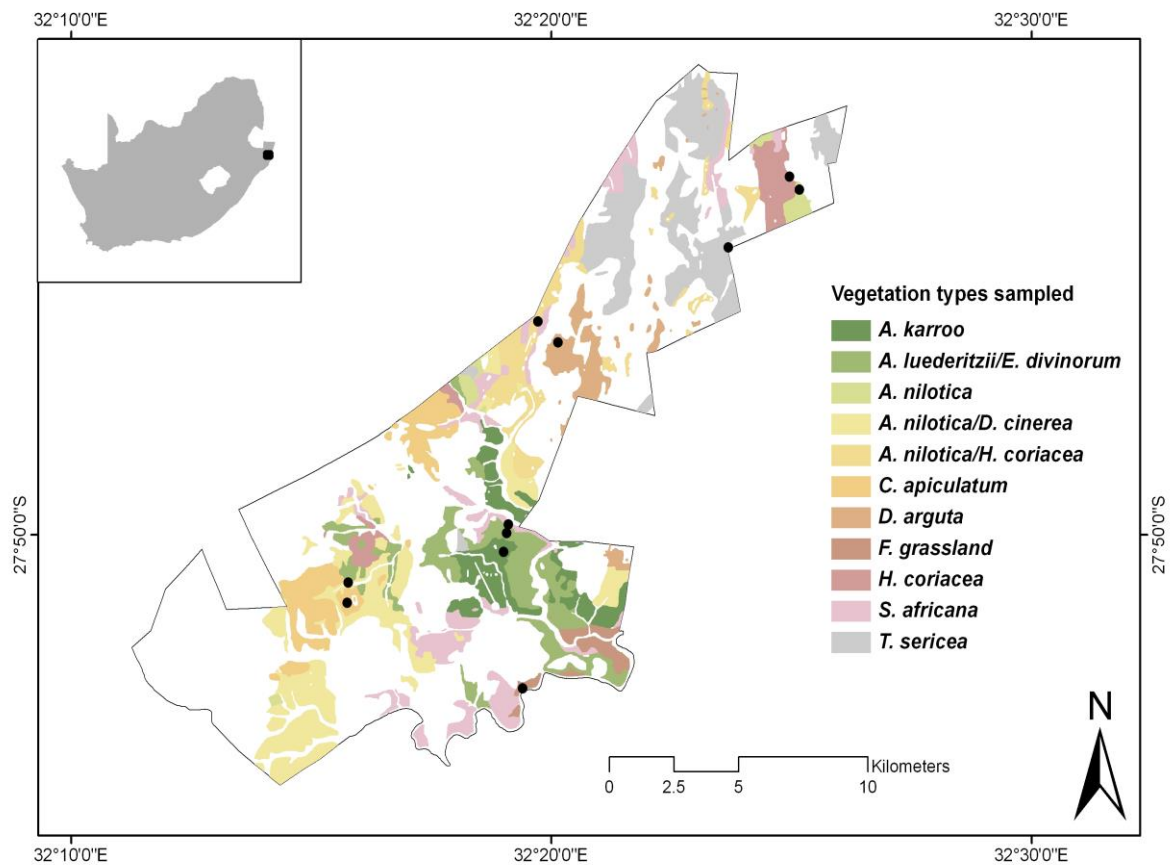 32°10'0"E 32°20'0"E 32°30'0"E
Vegetation types sampled
A. karroo
A. luederitzii/E. divinorum
A. nilotica
A. nilotica/D. cinerea
A. nilotica/H. coriacea
C. apiculatum
D. arguta
F. grassland
H. coriacea
S. africana
T. sericea
27°50'0"S 27°50'0"S
N
Kilometers
0 2.5 5 10
32°10'0"E 32°20'0"E 32°30'0"E